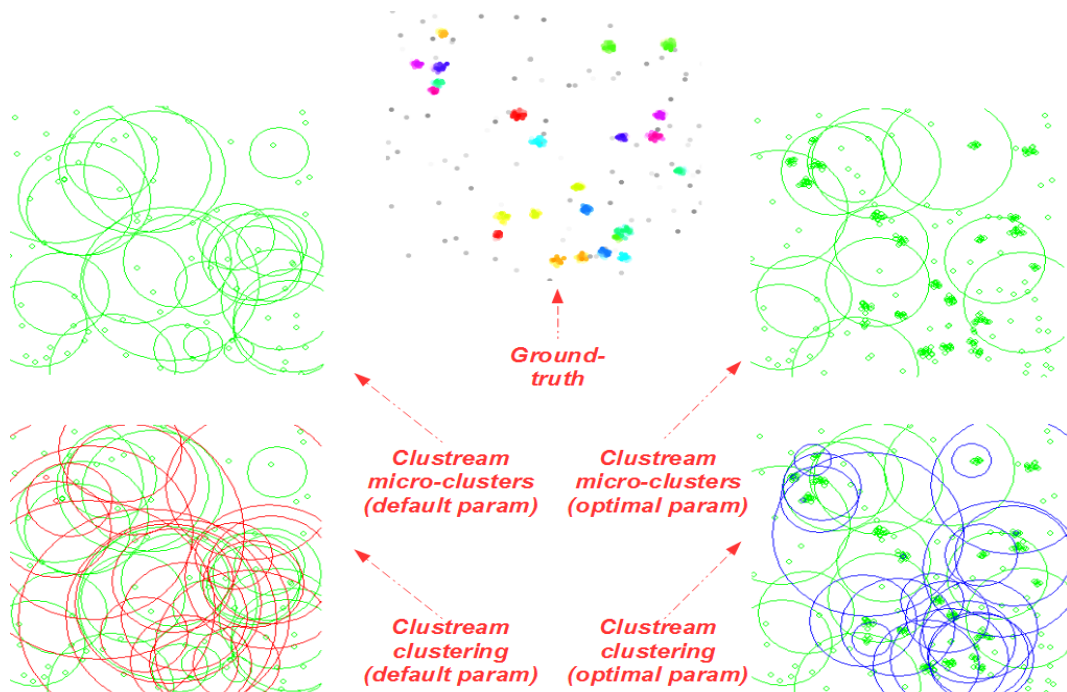 Ground-
truth
Clustream
micro-clusters
(default param)
Clustream
micro-clusters
(optimal param)
Clustream
clustering
(default param)
Clustream
clustering
(optimal param)